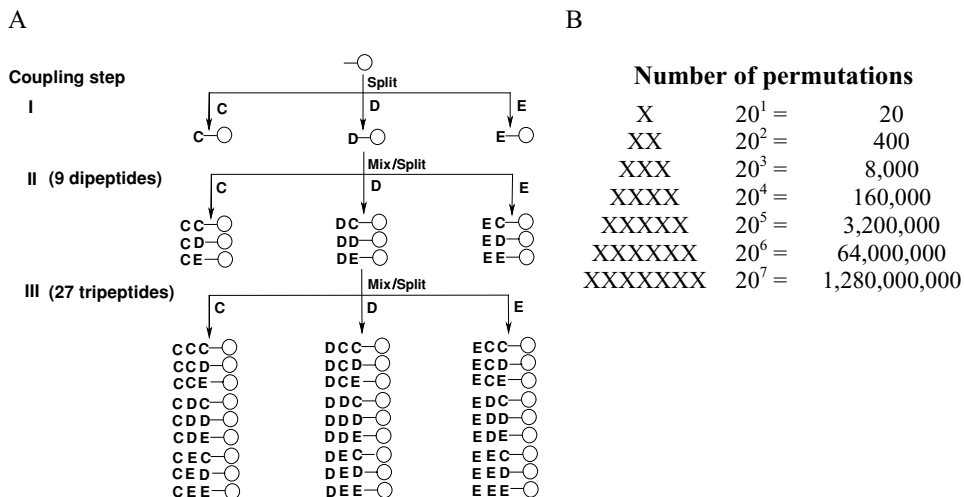 A
Coupling step
Split
I
C D E
C D E
Mix/Split
II (9 dipeptides)
C D E
CC DC EC
CD DD ED
CE DE EE
Mix/Split
III (27 tripeptides)
C D E
CCC DCC ECC
CCD DCD ECD
CCE DCE ECE
CDC DDC EDC
CDD DDD EDD
CDE DDE EDE
CEC DEC EEC
CED DED EED
CEE DEE EEE
B
Number of permutations
X 20¹ = 20
XX 20² = 400
XXX 20³ = 8,000
XXXX 20⁴ = 160,000
XXXXX 20⁵ = 3,200,000
XXXXXX 20⁶ = 64,000,000
XXXXXXX 20⁷ = 1,280,000,000